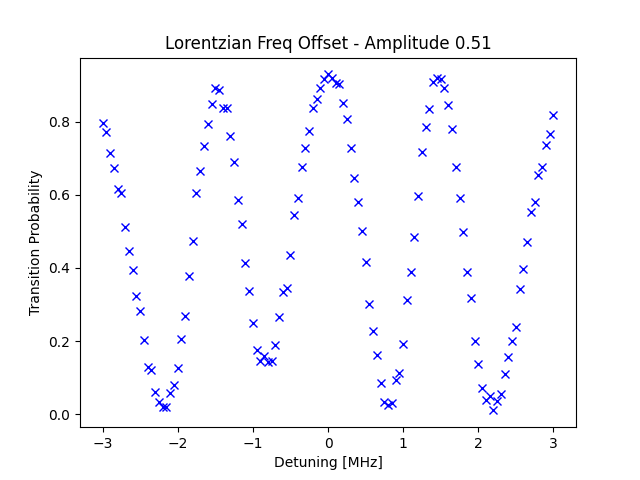 Lorentzian Freq Offset - Amplitude 0.51
Transition Probability
0.8
0.6
0.4
0.2
0.0
−3 −2 −1 0 1 2 3
Detuning [MHz]